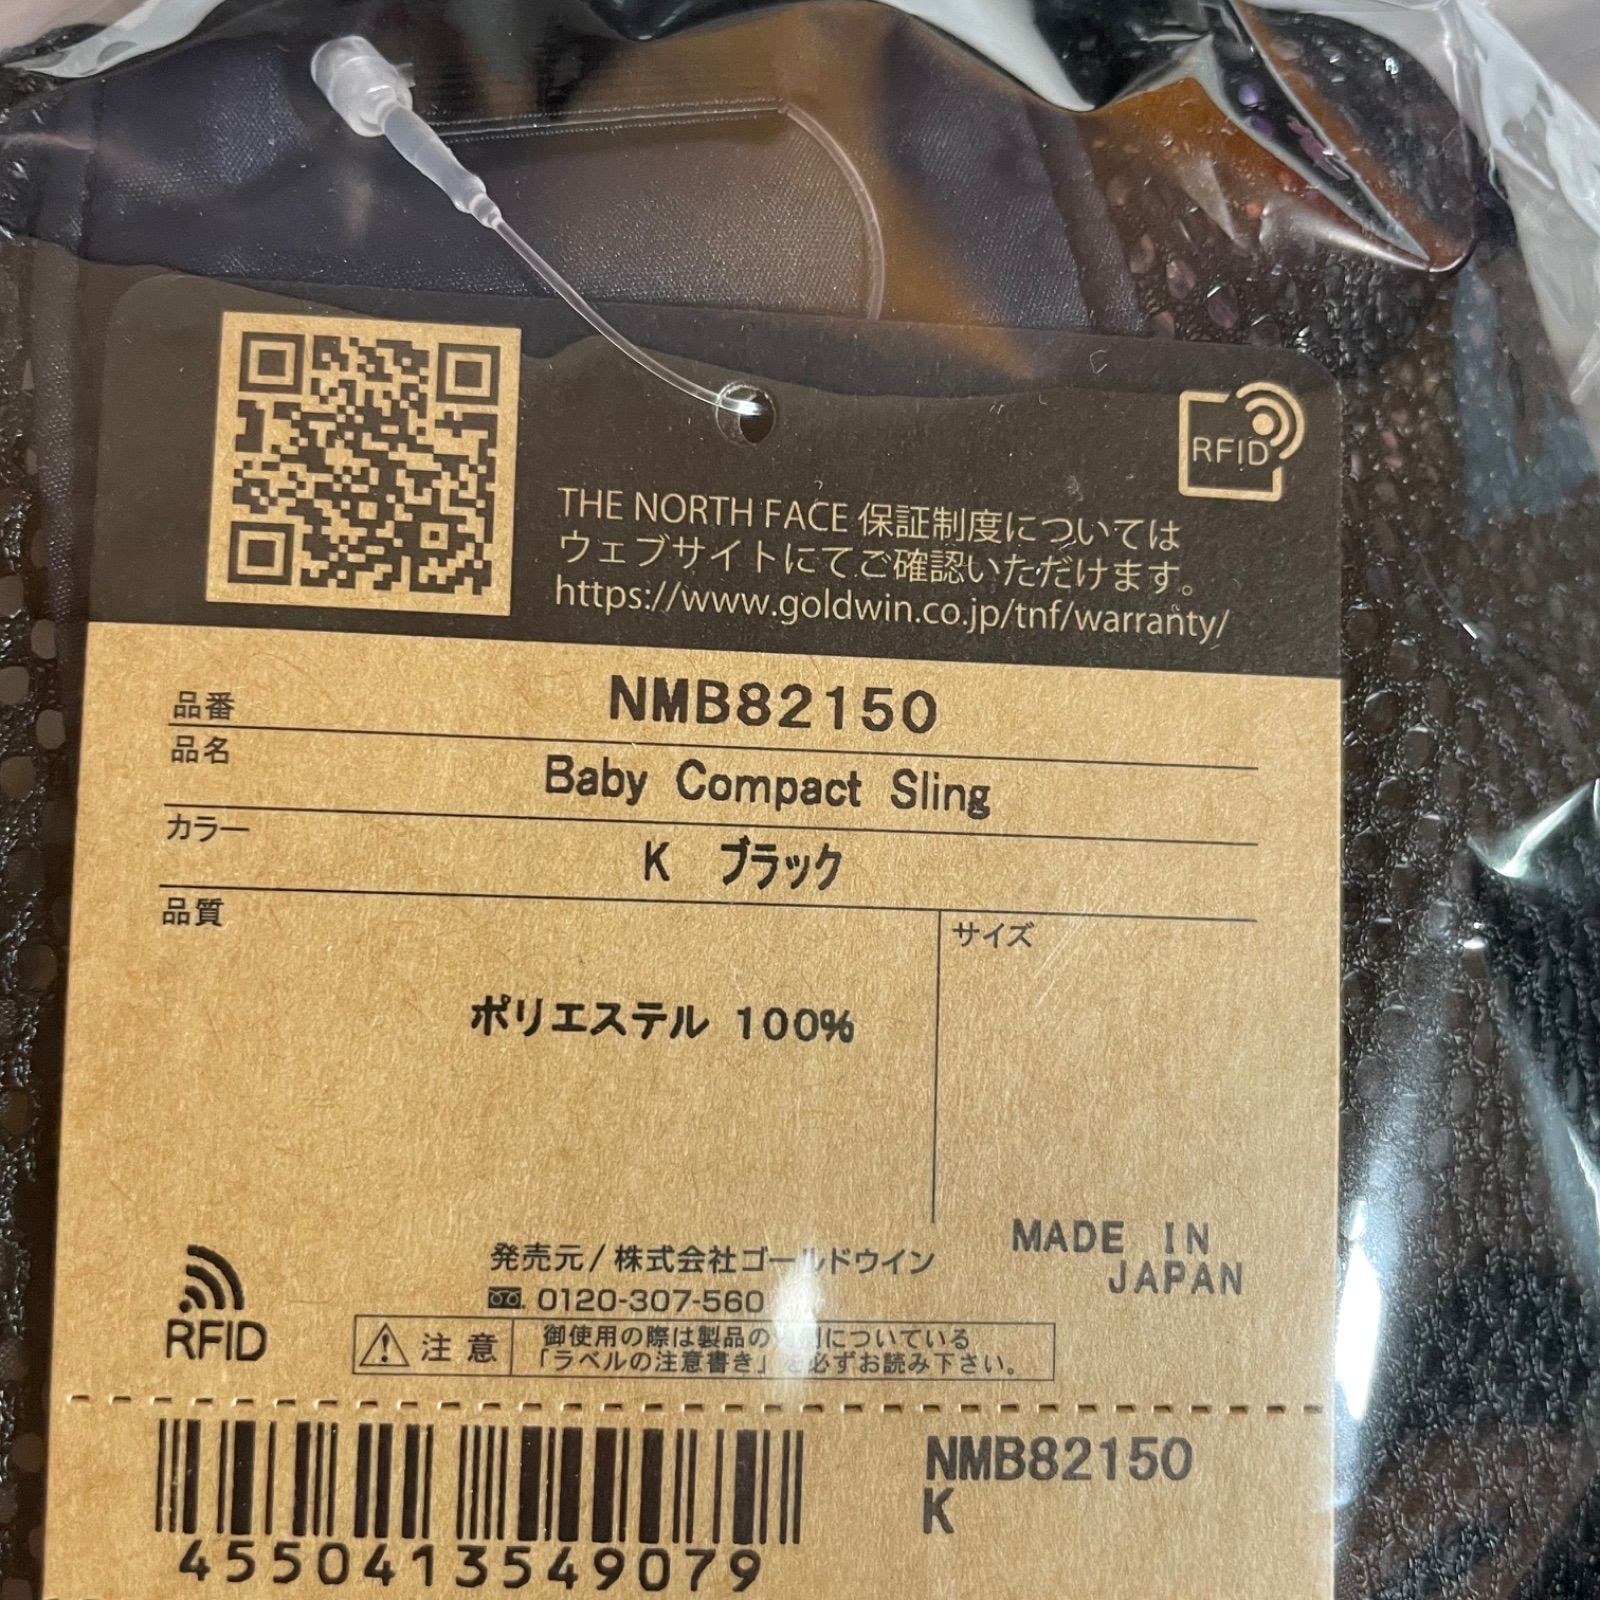 RFID
THE NORTH FACE 保証制度については
ウェブサイトにてご確認いただけます。
https://www.goldwin.co.jp/tnf/warranty/
品番 NMB82150
品名 Baby Compact Sling
カラー K ブラック
品質 サイズ
ポリエステル 100%
MADE IN
JAPAN
発売元/株式会社ゴールドウイン
0120-307-560
RFID
注意
御使用の際は製品の についている
「ラベルの注意書き」を必ずお読み下さい。
NMB82150
K
4550413549079